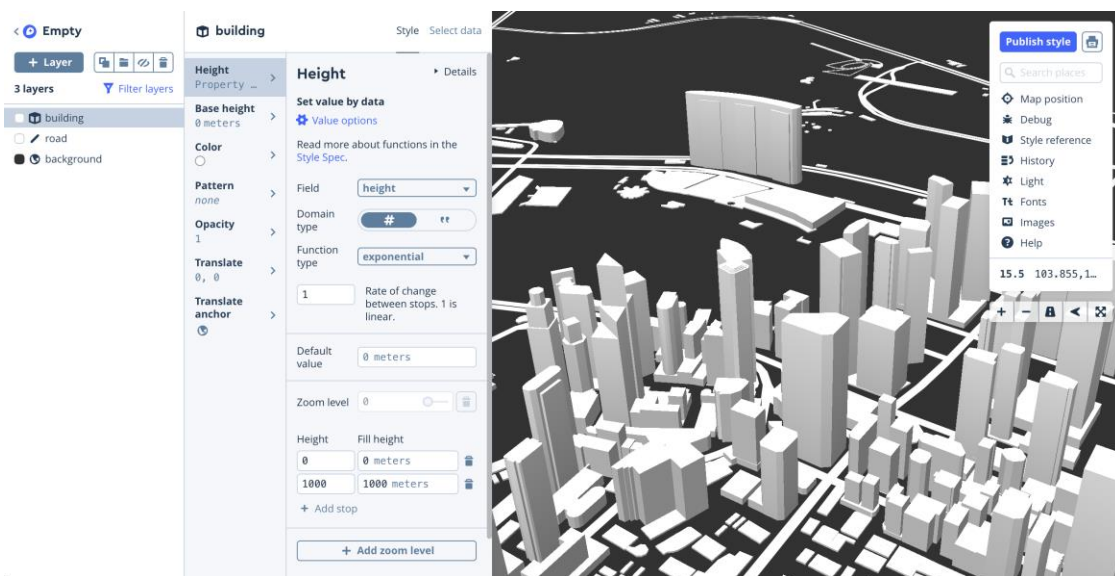 Empty
+ Layer
3 layers
Filter layers
building
road
background
building
Style
Select data
Height
Property …
Base height
0 meters
Color
Pattern
none
Opacity
1
Translate
0, 0
Translate
anchor
Height
Details
Set value by data
Value options
Read more about functions in the
Style Spec.
Field
height
Domain
type
#
Function
type
exponential
1
Rate of change
between stops. 1 is
linear.
Default
value
0 meters
Zoom level
0
Height
Fill height
0
0 meters
1000
1000 meters
+ Add stop
+ Add zoom level
Publish style
Search places
Map position
Debug
Style reference
History
Light
Tt Fonts
Images
? Help
15.5 103.855,1…
+ −